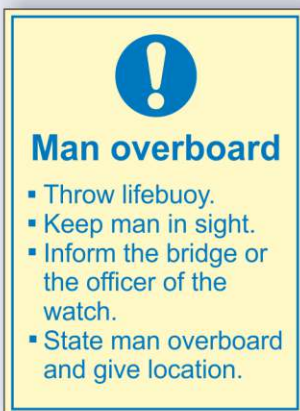 Man overboard
▪ Throw lifebuoy.
▪ Keep man in sight.
▪ Inform the bridge or
the officer of the
watch.
▪ State man overboard
and give location.